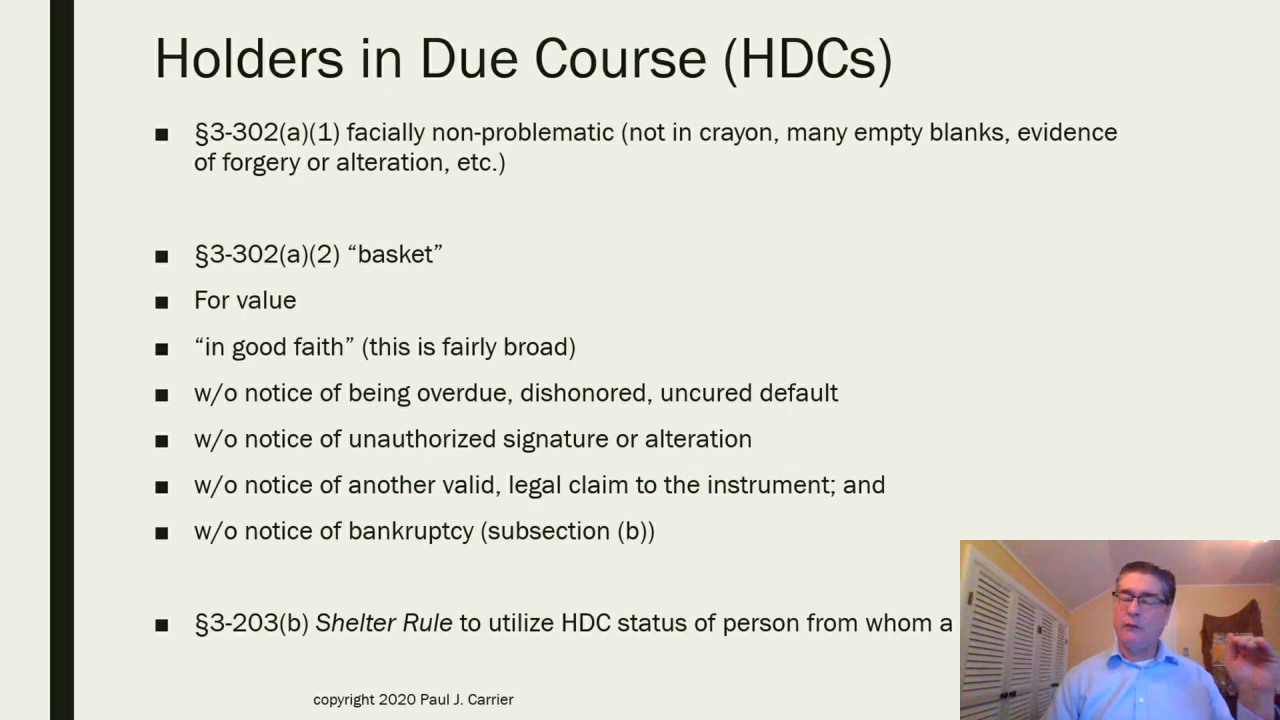 Holders in Due Course (HDCs)
■ §3-302(a)(1) facially non-problematic (not in crayon, many empty blanks, evidence
of forgery or alteration, etc.)
■ §3-302(a)(2) “basket”
■ For value
■ “in good faith” (this is fairly broad)
■ w/o notice of being overdue, dishonored, uncured default
■ w/o notice of unauthorized signature or alteration
■ w/o notice of another valid, legal claim to the instrument; and
■ w/o notice of bankruptcy (subsection (b))
■ §3-203(b) Shelter Rule to utilize HDC status of person from whom a
copyright 2020 Paul J. Carrier